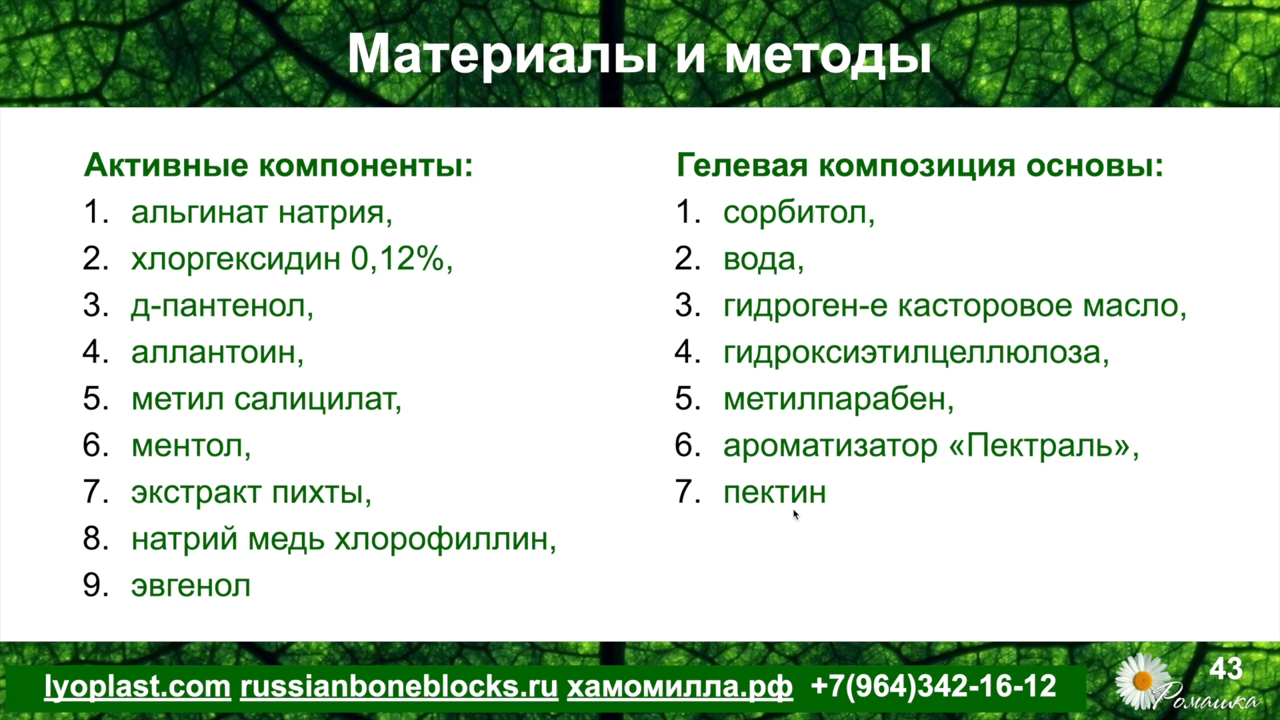 Материалы и методы
Активные компоненты:
1. альгинат натрия,
2. хлоргексидин 0,12%,
3. д-пантенол,
4. аллантоин,
5. метил салицилат,
6. ментол,
7. экстракт пихты,
8. натрий медь хлорофиллин,
9. эвгенол
Гелевая композиция основы:
1. сорбитол,
2. вода,
3. гидроген-е касторовое масло,
4. гидроксиэтилцеллюлоза,
5. метилпарабен,
6. ароматизатор «Пектраль»,
7. пектин
lyoplast.com russianboneblocks.ru хамомилла.рф +7(964)342-16-12
Ромашка
43